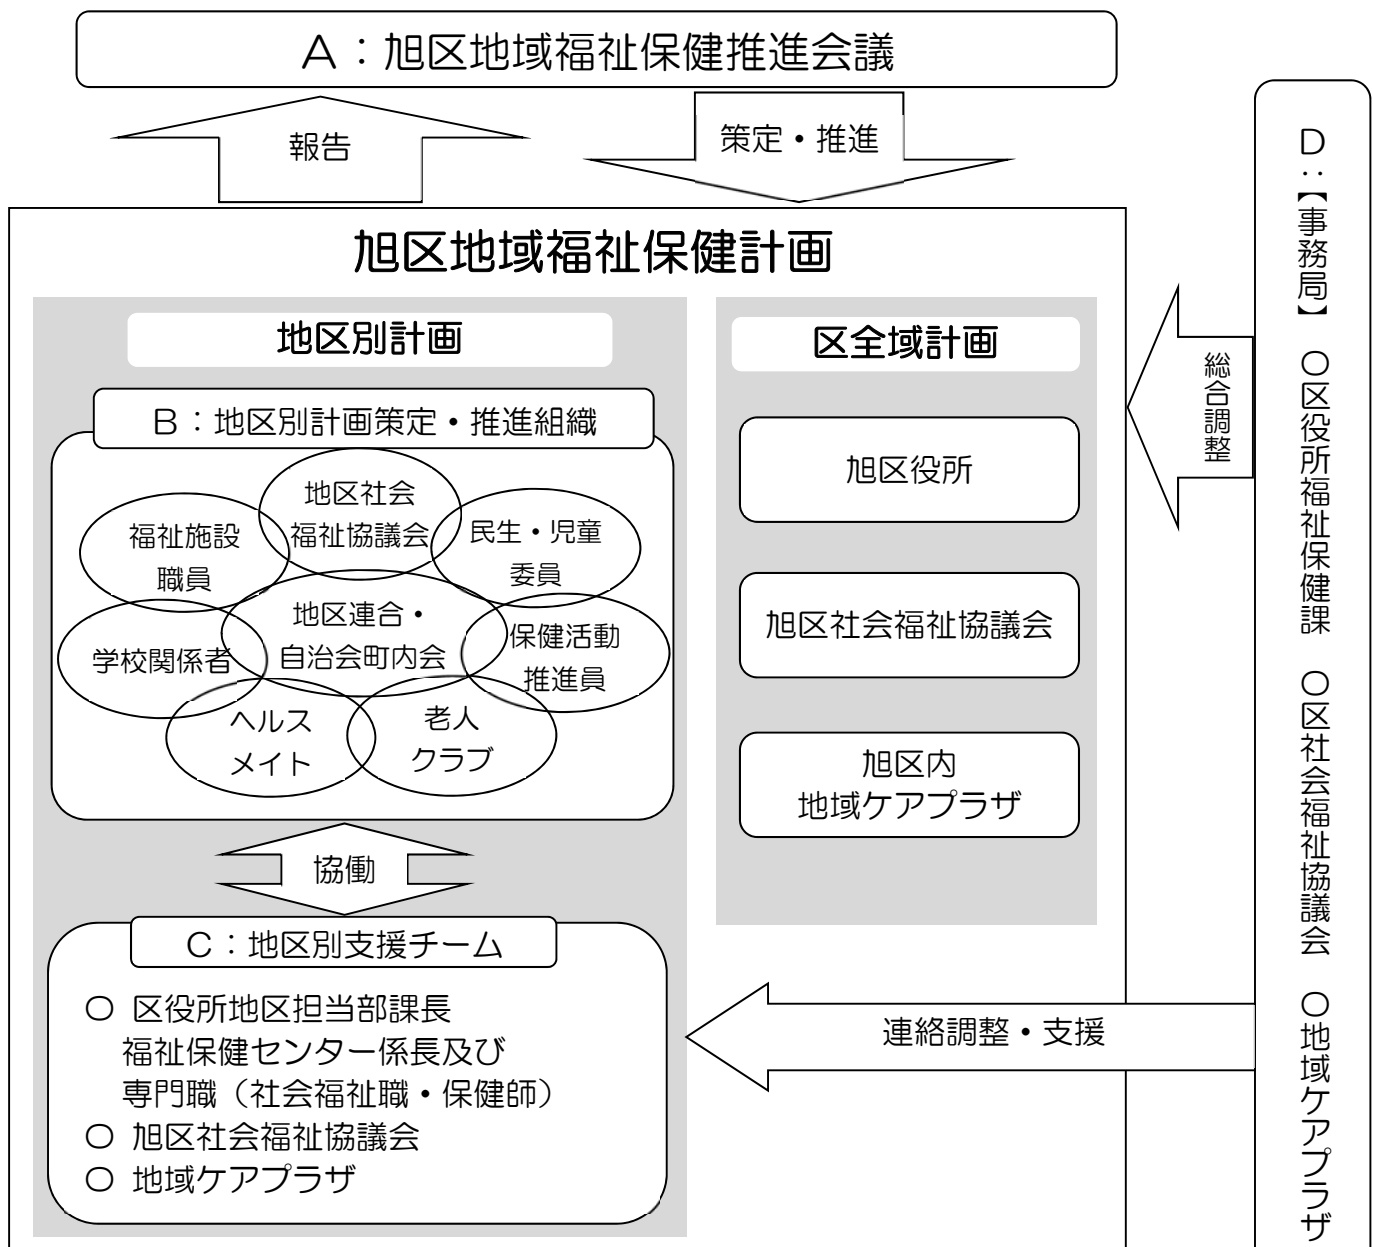 A:旭区地域福祉保健推進会議
報告
策定・推進
旭区地域福祉保健計画
地区別計画
B:地区別計画策定・推進組織
地区社会
福祉協議会
福祉施設
職員
民生・児童
委員
地区連合・
自治会町内会
学校関係者
保健活動
推進員
ヘルス
メイト
老人
クラブ
協働
C:地区別支援チーム
〇 区役所地区担当部課長
福祉保健センター係長及び
専門職(社会福祉職・保健師)
〇 旭区社会福祉協議会
〇 地域ケアプラザ
区全域計画
旭区役所
旭区社会福祉協議会
旭区内
地域ケアプラザ
総合調整
連絡調整・支援
D:【事務局】 〇区役所福祉保健課 〇区社会福祉協議会 〇地域ケアプラザ